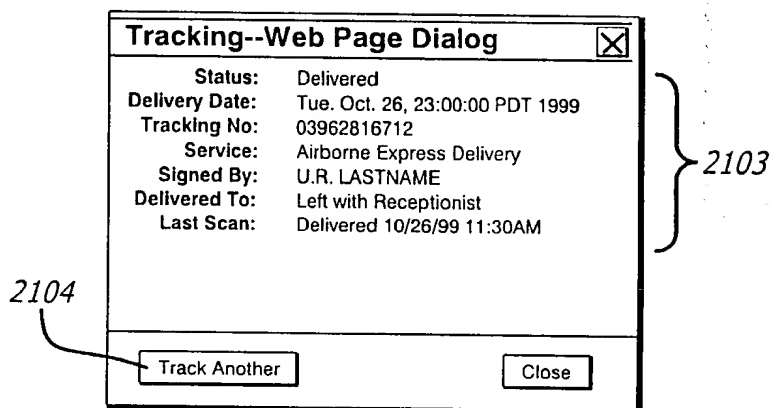 Tracking--Web Page Dialog
Status: Delivered
Delivery Date: Tue. Oct. 26, 23:00:00 PDT 1999
Tracking No: 03962816712
Service: Airborne Express Delivery
Signed By: U.R. LASTNAME
Delivered To: Left with Receptionist
Last Scan: Delivered 10/26/99 11:30AM
2103
2104
Track Another
Close